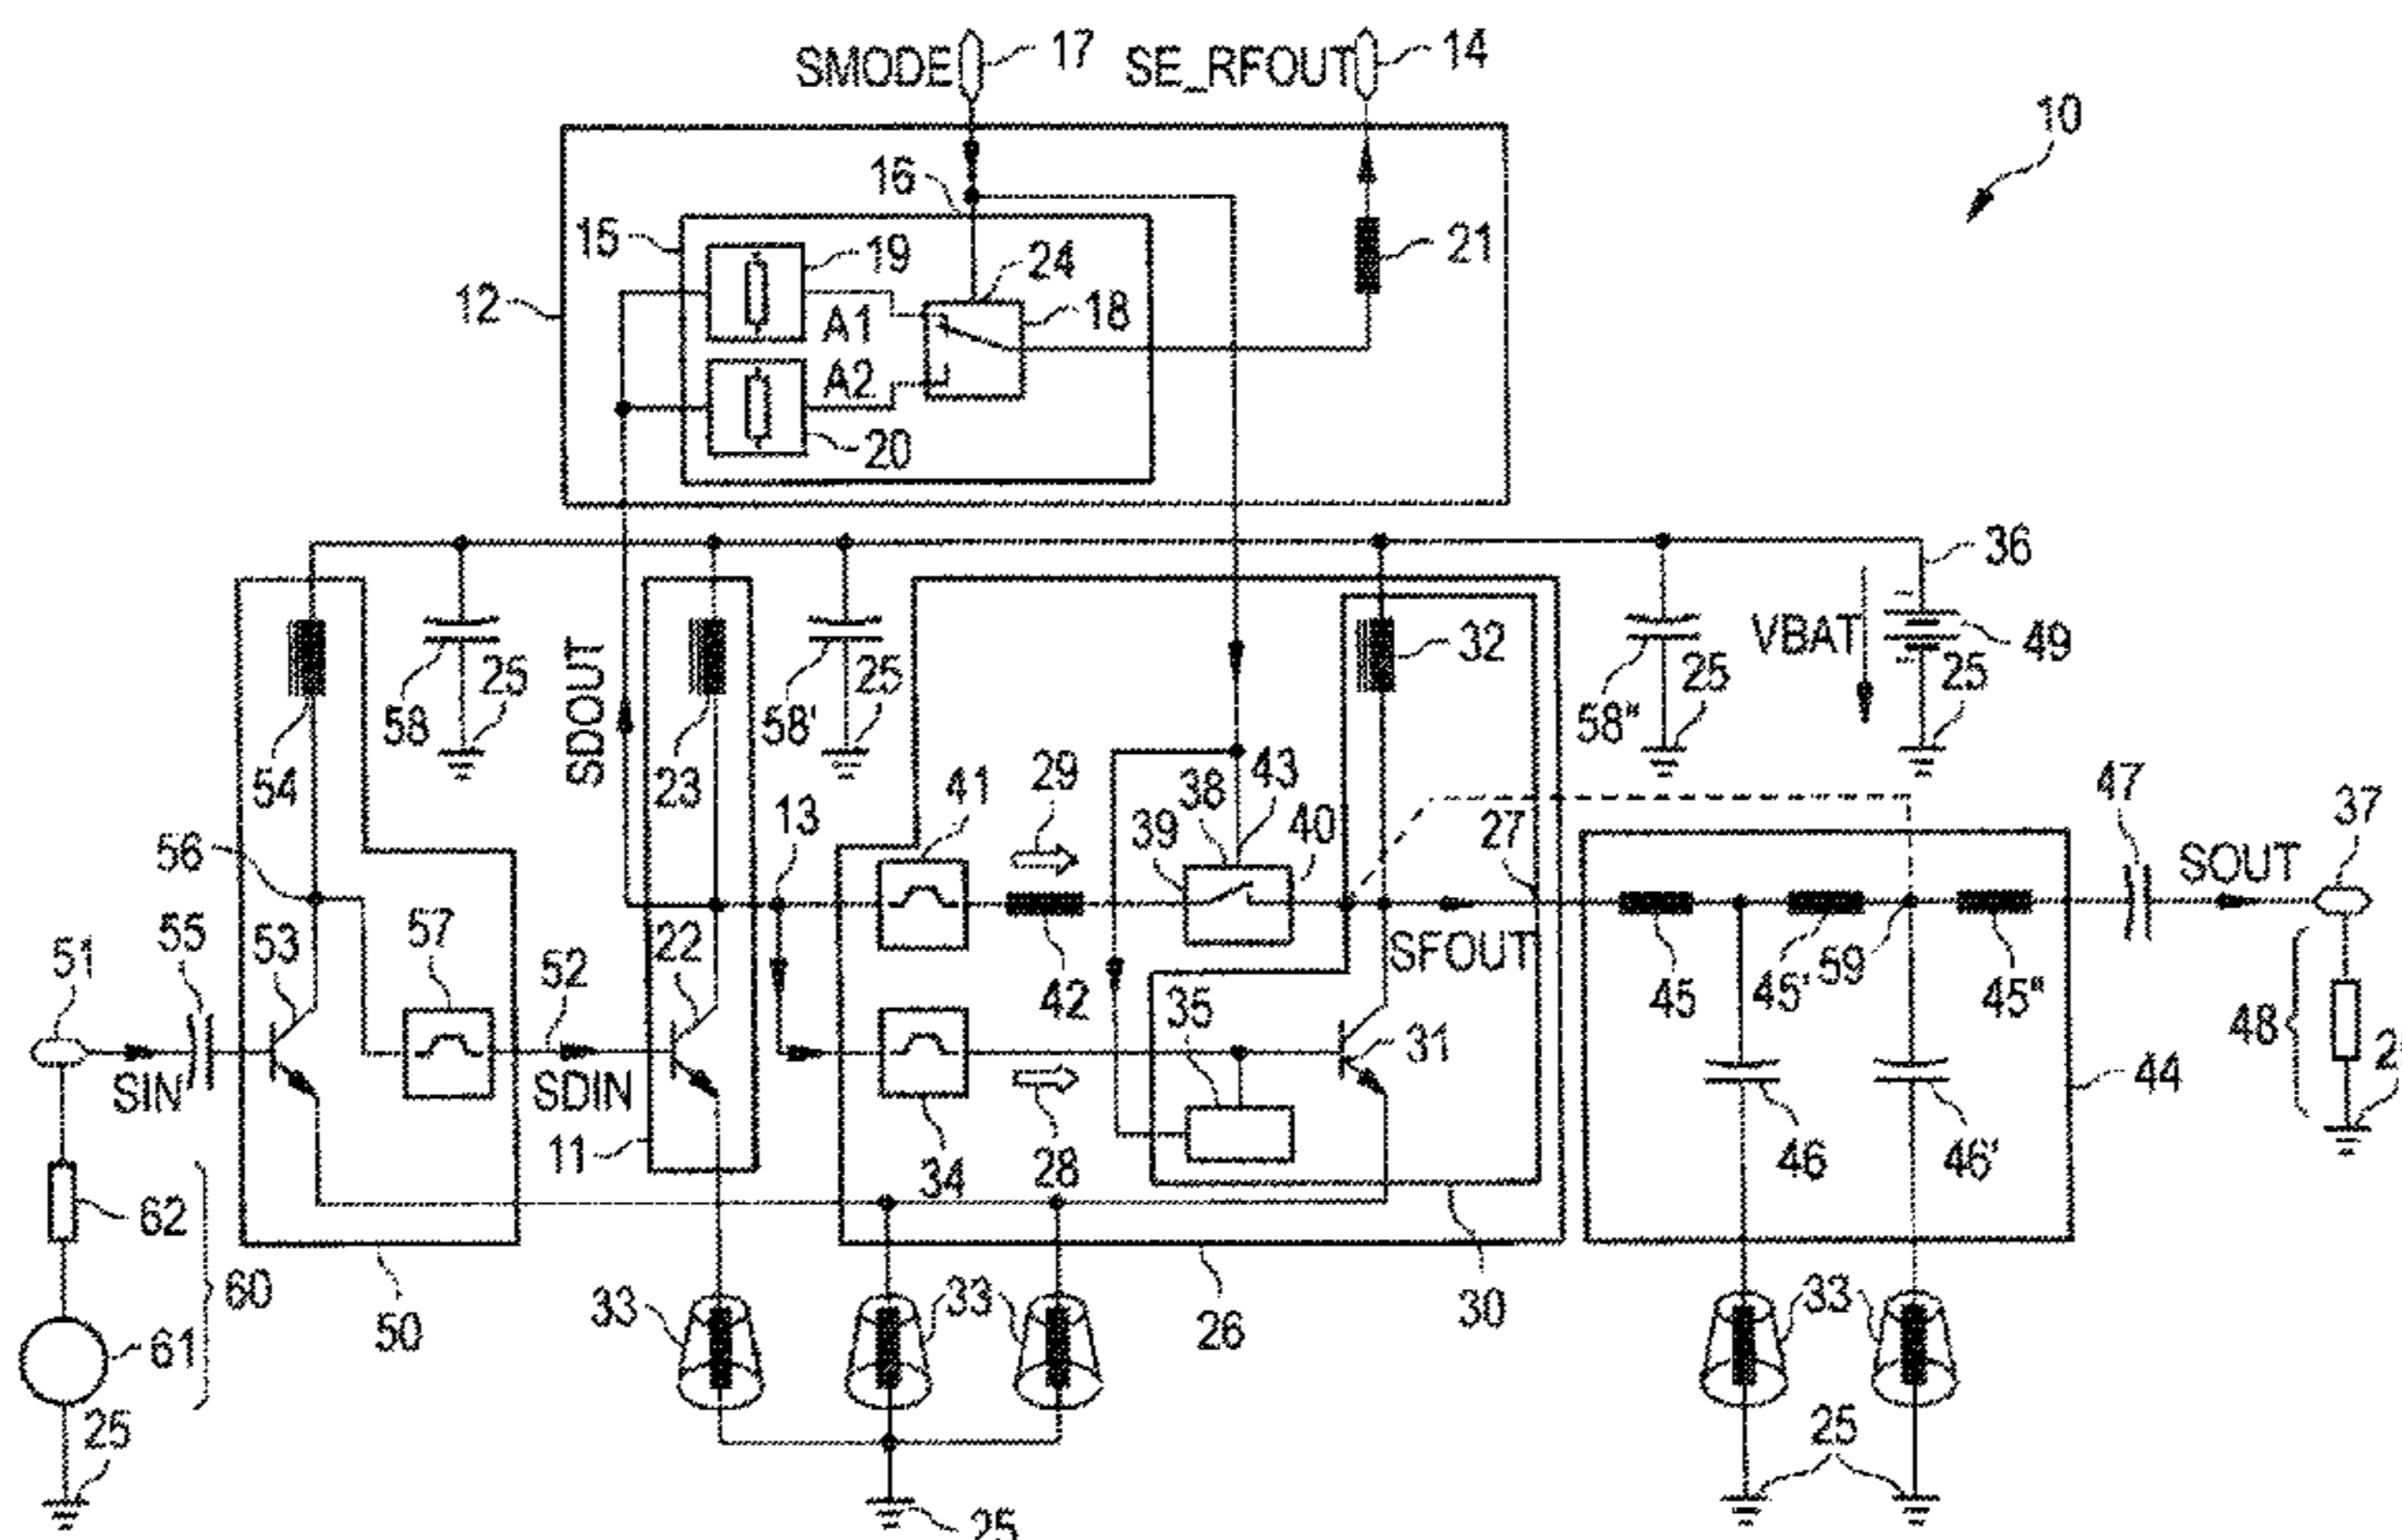 SMODE 17 SE_RFOUT 14
10
16
15 19 24 21
12 A1 18
A2
20
36
SDOUT 25 25 32 25 VBAT 25 49
58 58' 58"
54 23 29 38 43 47
13 41 39 40 27 37
56 SOUT
55 53 57 52 22 SFOUT
51 42 45 45' 59 45"
35 48
SIN SDIN 31
11 46 46' 44
62 34 28
60 33 33 30 33
50 26
61
25 25
25